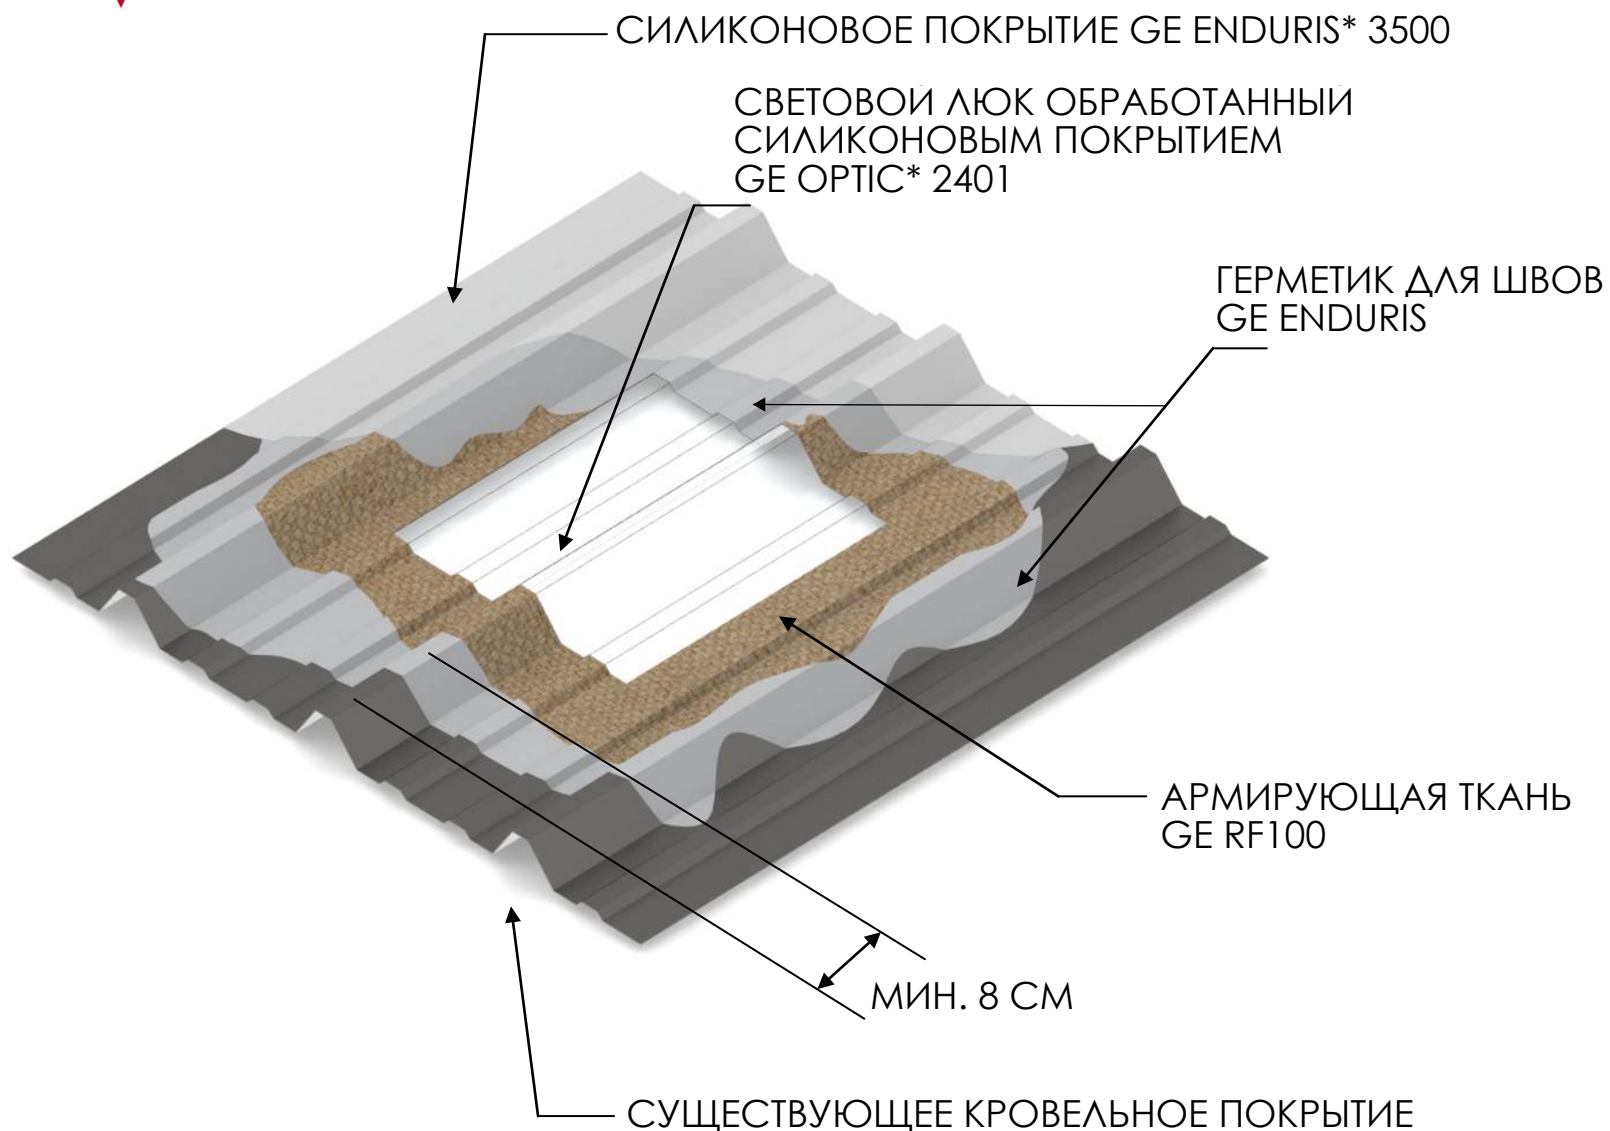 СИЛИКОНОВОЕ ПОКРЫТИЕ GE ENDURIS* 3500
СВЕТОВОЙ ЛЮК ОБРАБОТАННЫЙ
СИЛИКОНОВЫМ ПОКРЫТИЕМ
GE OPTIC* 2401
ГЕРМЕТИК ДЛЯ ШВОВ
GE ENDURIS
АРМИРУЮЩАЯ ТКАНЬ
GE RF100
МИН. 8 СМ
СУЩЕСТВУЮЩЕЕ КРОВЕЛЬНОЕ ПОКРЫТИЕ